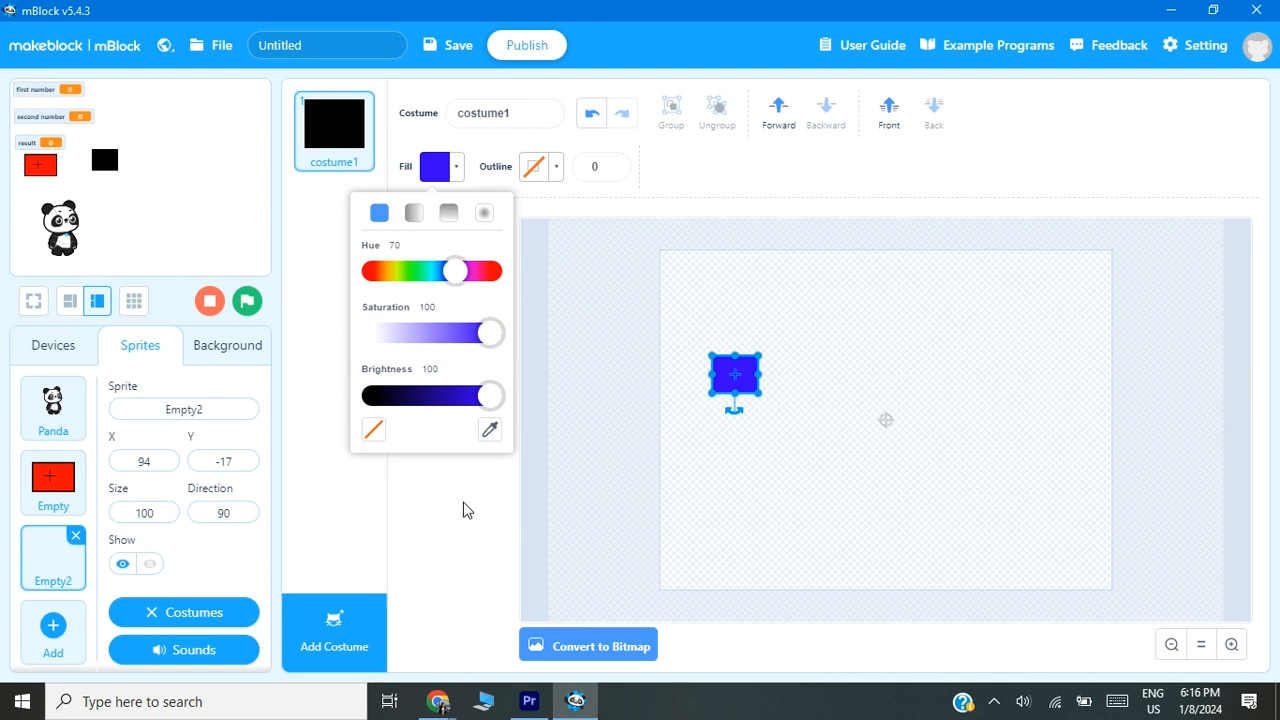 mBlock v5.4.3
makeblock | mBlock File Untitled Save Publish User Guide Example Programs Feedback Setting
first number 0
second number 0
result 0
1
costume1
Costume costume1
Group Ungroup Forward Backward Front Back
Fill Outline 0
Hue 70
Saturation 100
Brightness 100
Devices Sprites Background
Panda
Empty
Empty2
Add
Sprite
Empty2
X Y
94 -17
Size Direction
100 90
Show
Costumes
Sounds
Add Costume
Convert to Bitmap
Type here to search
Pr
ENG
US
6:16 PM
1/8/2024